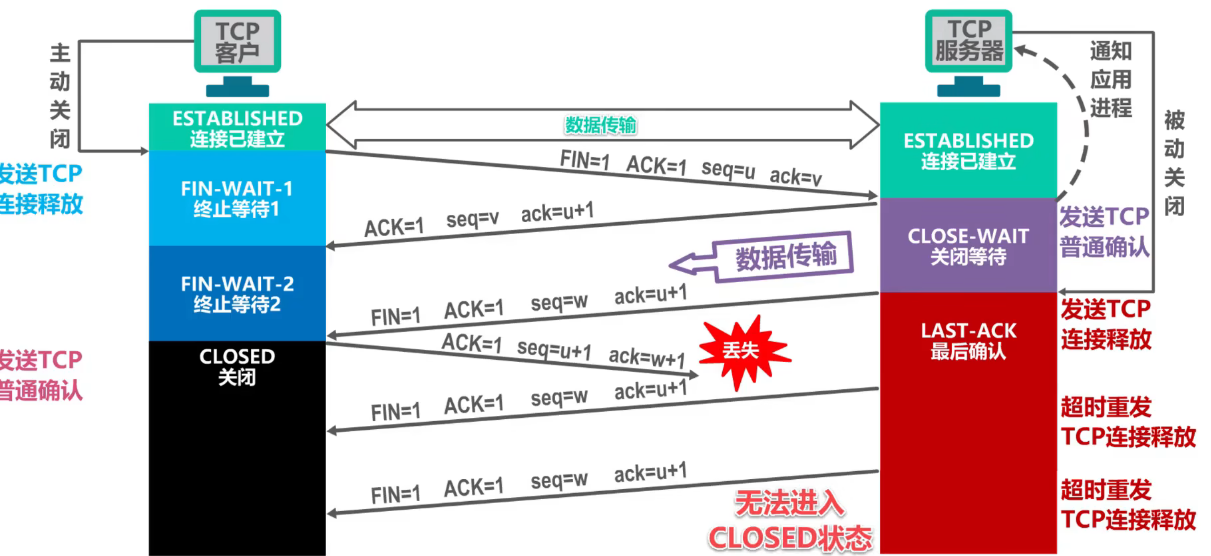 TCP
客户
TCP
服务器
主
动
关
闭
通知
应用
进程
被
动
关
闭
ESTABLISHED
连接已建立
数据传输
ESTABLISHED
连接已建立
FIN=1 ACK=1 seq=u ack=v
发送TCP
连接释放
FIN-WAIT-1
终止等待1
ACK=1 seq=v ack=u+1
CLOSE-WAIT
关闭等待
发送TCP
普通确认
数据传输
FIN-WAIT-2
终止等待2
FIN=1 ACK=1 seq=w ack=u+1
发送TCP
连接释放
LAST-ACK
最后确认
发送TCP
普通确认
CLOSED
关闭
ACK=1 seq=u+1 ack=w+1
丢失
FIN=1 ACK=1 seq=w ack=u+1
超时重发
TCP连接释放
FIN=1 ACK=1 seq=w ack=u+1
超时重发
TCP连接释放
无法进入
CLOSED状态